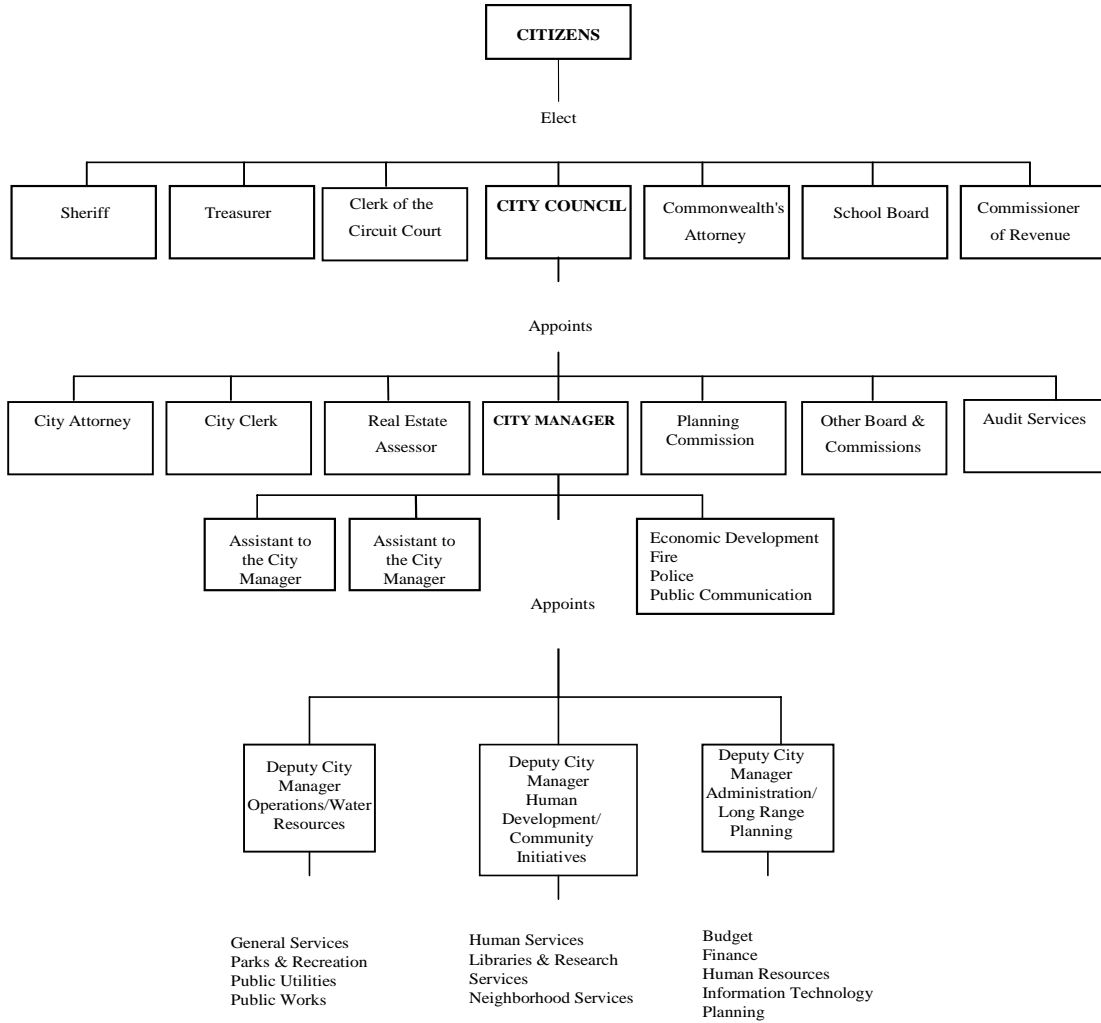 CITIZENS
Elect
Sheriff
Treasurer
Clerk of the
Circuit Court
CITY COUNCIL
Commonwealth's
Attorney
School Board
Commissioner
of Revenue
Appoints
City Attorney
City Clerk
Real Estate
Assessor
CITY MANAGER
Planning
Commission
Other Board &
Commissions
Audit Services
Assistant to
the City
Manager
Assistant to
the City
Manager
Economic Development
Fire
Police
Public Communication
Appoints
Deputy City
Manager
Operations/Water
Resources
Deputy City
Manager
Human
Development/
Community
Initiatives
Deputy City
Manager
Administration/
Long Range
Planning
General Services
Parks & Recreation
Public Utilities
Public Works
Human Services
Libraries & Research
Services
Neighborhood Services
Budget
Finance
Human Resources
Information Technology
Planning